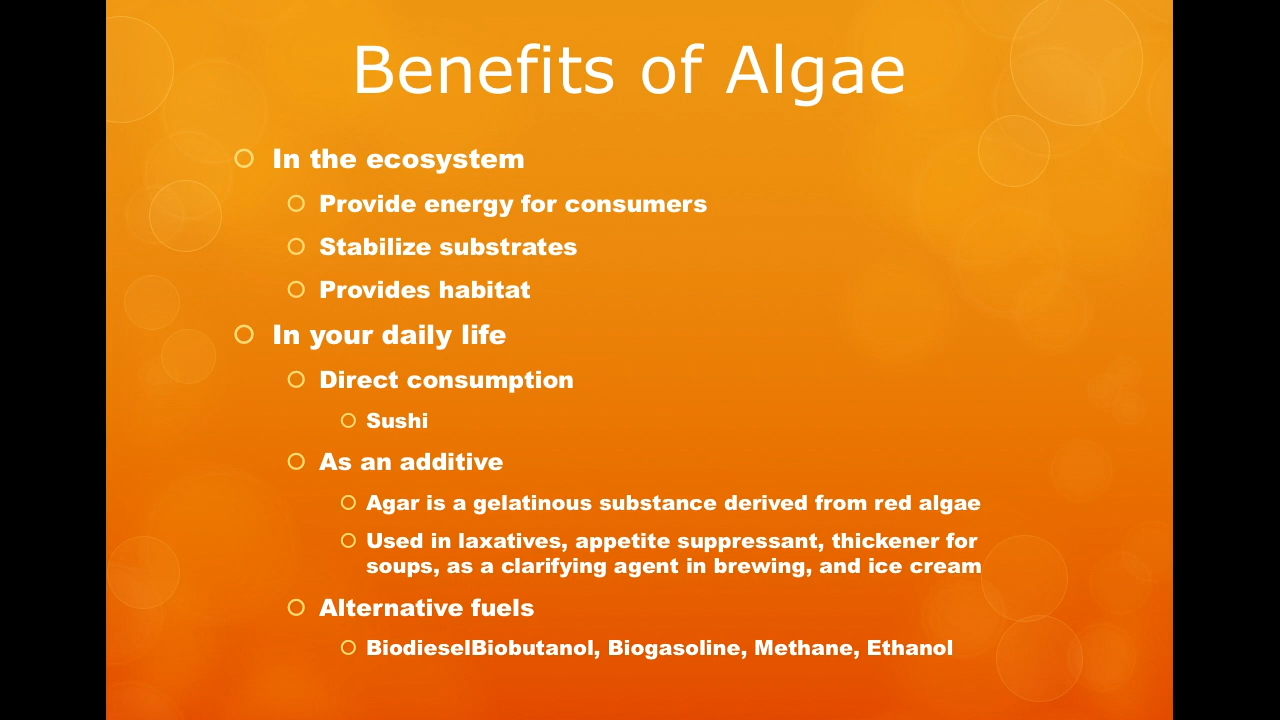 Benefits of Algae
In the ecosystem
Provide energy for consumers
Stabilize substrates
Provides habitat
In your daily life
Direct consumption
Sushi
As an additive
Agar is a gelatinous substance derived from red algae
Used in laxatives, appetite suppressant, thickener for
soups, as a clarifying agent in brewing, and ice cream
Alternative fuels
BiodieselBiobutanol, Biogasoline, Methane, Ethanol